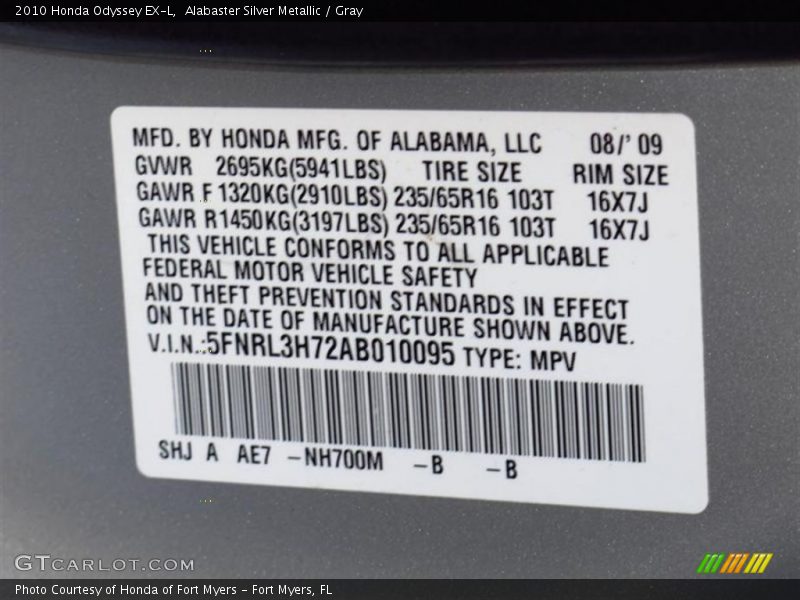 2010 Honda Odyssey EX-L,  Alabaster Silver Metallic / Gray
MFD. BY HONDA MFG. OF ALABAMA, LLC 08/' 09
GVWR 2695KG(5941LBS) TIRE SIZE RIM SIZE
GAWR F 1320KG(2910LBS) 235/65R16 103T 16X7J
GAWR R1450KG(3197LBS) 235/65R16 103T 16X7J
THIS VEHICLE CONFORMS TO ALL APPLICABLE
FEDERAL MOTOR VEHICLE SAFETY
AND THEFT PREVENTION STANDARDS IN EFFECT
ON THE DATE OF MANUFACTURE SHOWN ABOVE.
V.I.N.:5FNRL3H72AB010095 TYPE: MPV
SHJ A AE7 -NH700M -B -B
GTCARLOT.COM
Photo Courtesy of Honda of Fort Myers - Fort Myers, FL